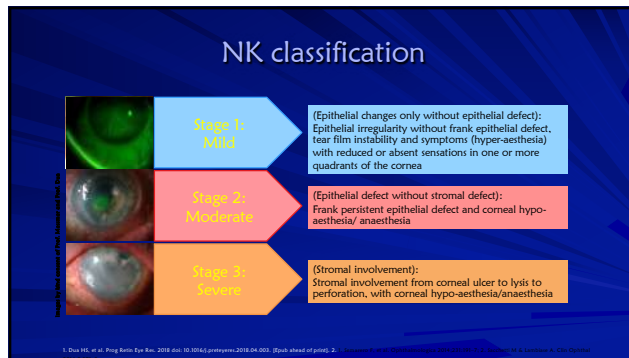 NK classification
Stage 1:
Mild
(Epithelial changes only without epithelial defect):
Epithelial irregularity without frank epithelial defect,
tear film instability and symptoms (hyper-aesthesia)
with reduced or absent sensations in one or more
quadrants of the cornea
Stage 2:
Moderate
(Epithelial defect without stromal defect):
Frank persistent epithelial defect and corneal hypo-
aesthesia/ anaesthesia
Stage 3:
Severe
(Stromal involvement):
Stromal involvement from corneal ulcer to lysis to
perforation, with corneal hypo-aesthesia/anaesthesia
1. Dua HS, et al. Prog Retin Eye Res. 2018 doi: 10.1016/j.preteyeres.2018.04.003. [Epub ahead of print]. 2.